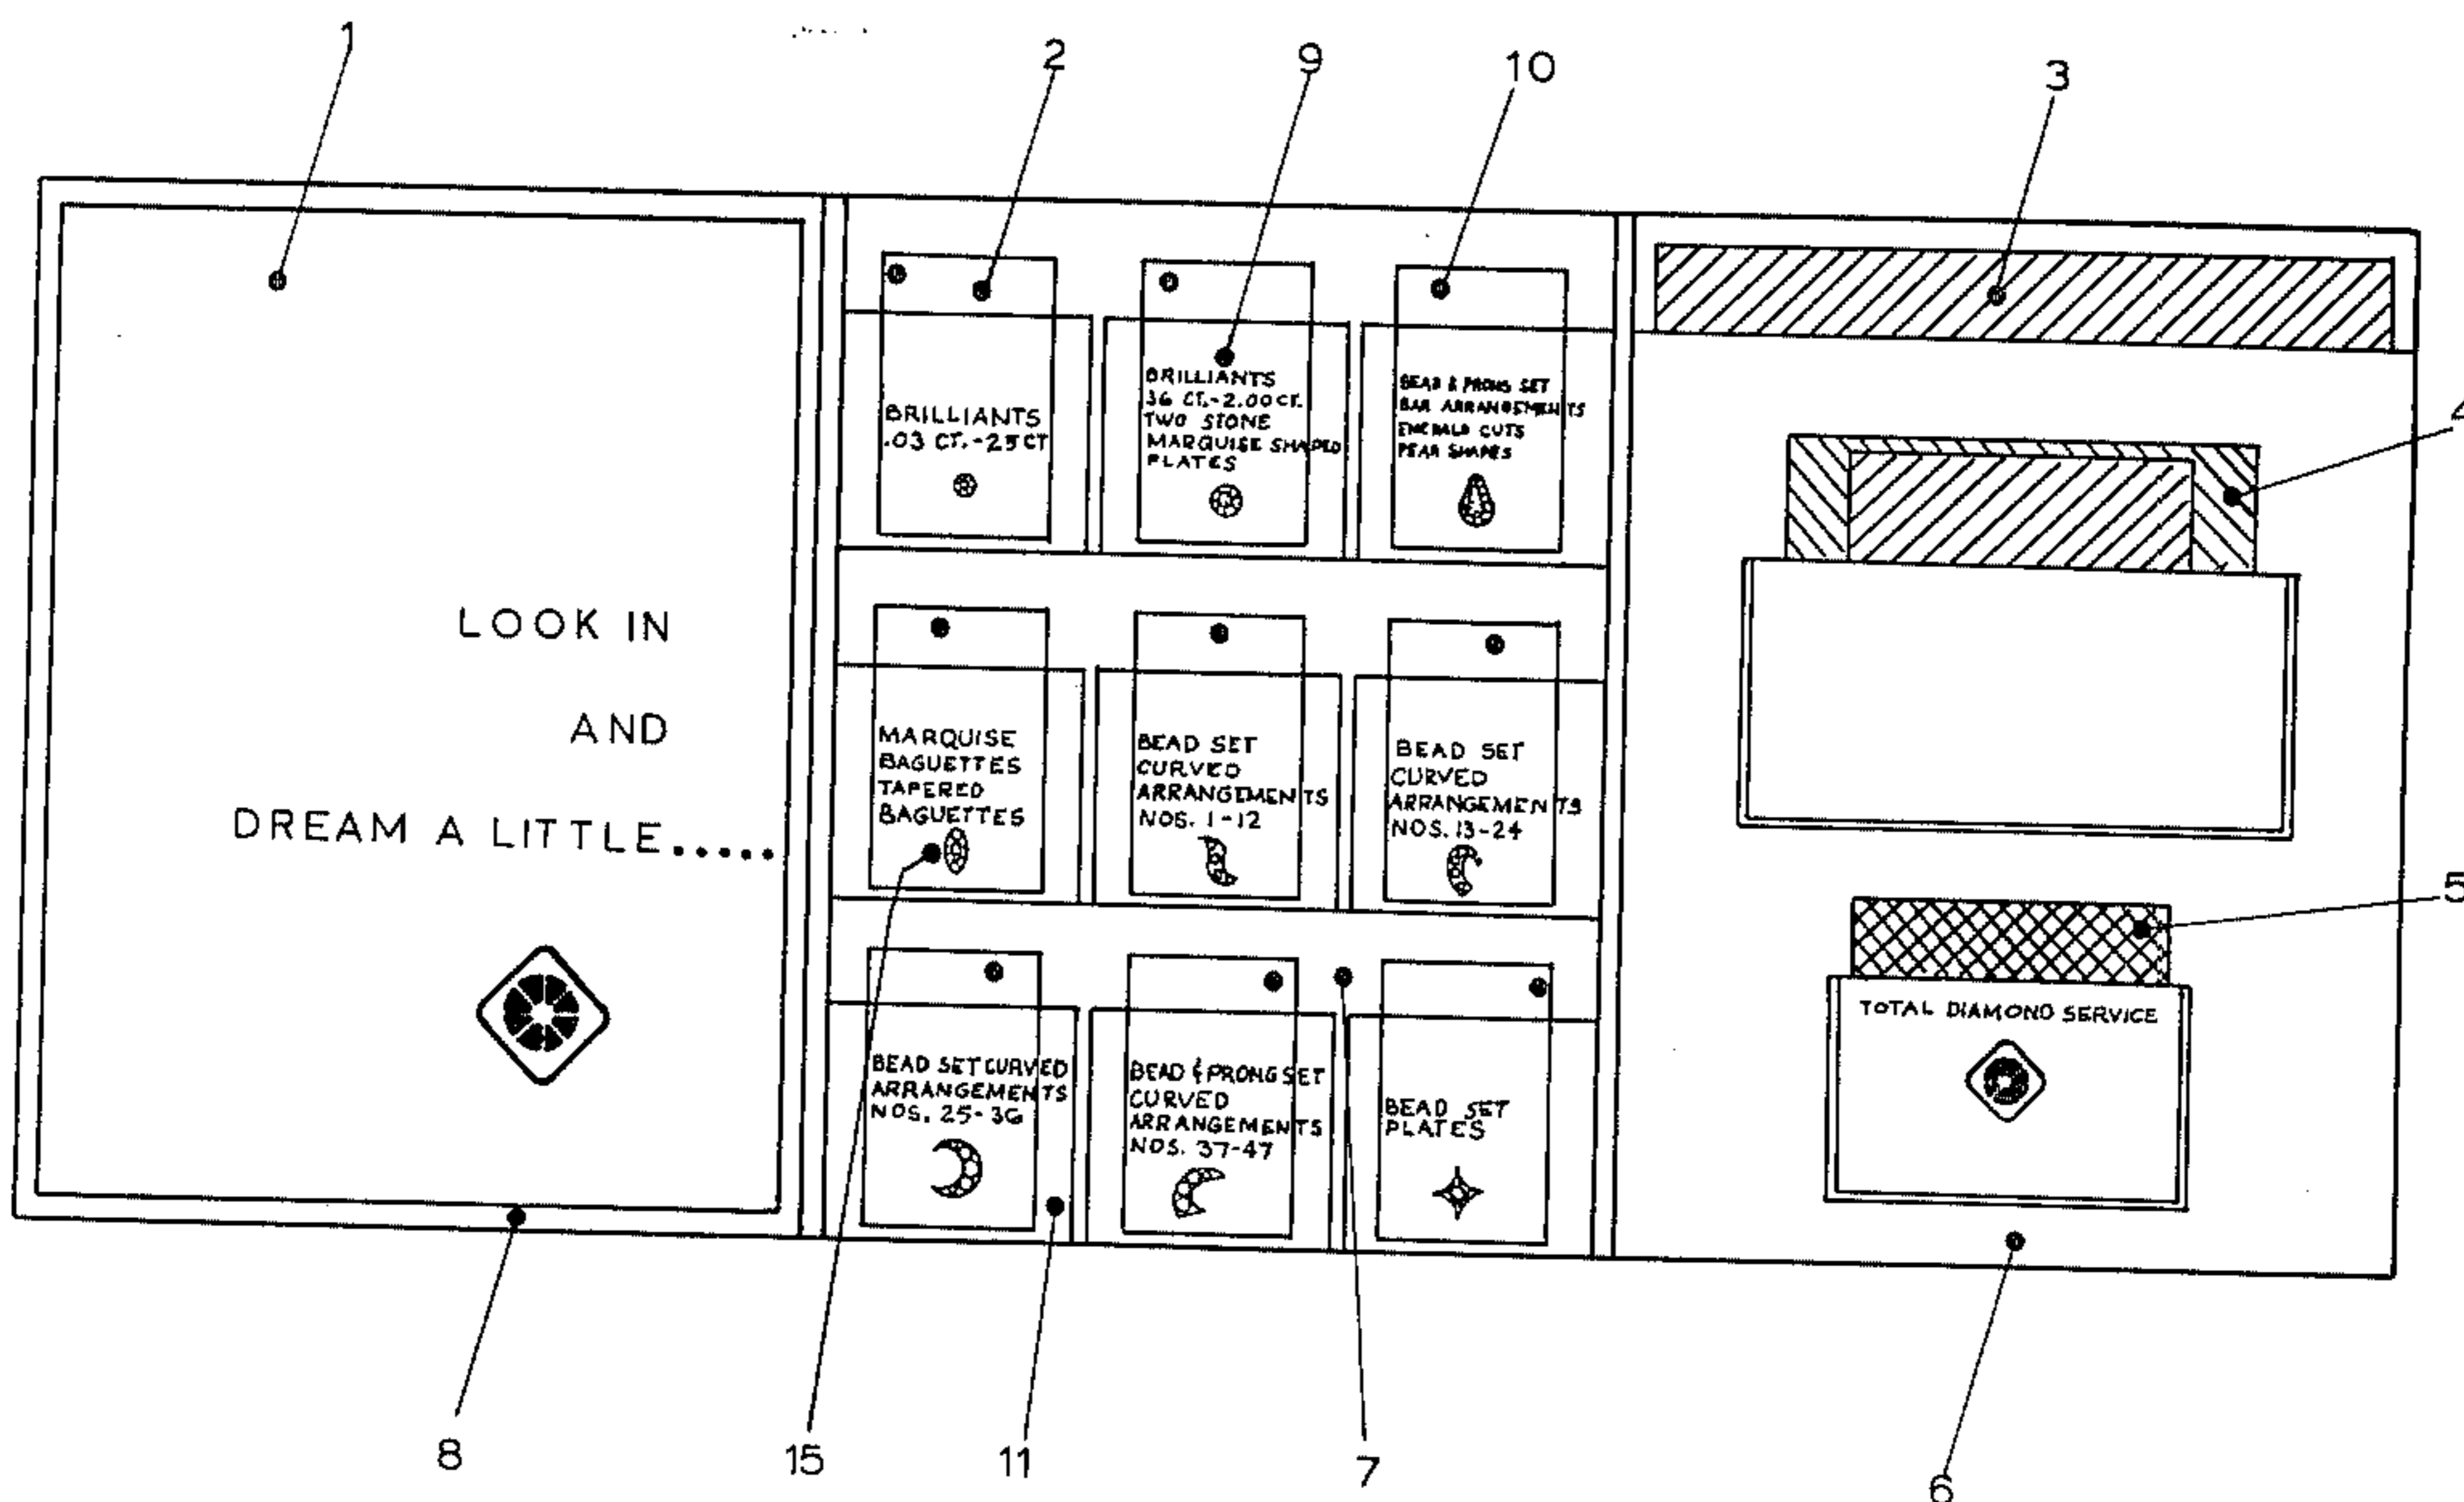 1
2
9
10
3
4
5
LOOK IN
AND
DREAM A LITTLE.....
BRILLIANTS
.03 CT.-25CT
BRILLIANTS
36 CT.-2.00CT.
TWO STONE
MARQUISE SHAPED
PLATES
BEAD & PRONG SET
BAR ARRANGEMENTS
EMERALD CUTS
PEAR SHAPES
MARQUISE
BAGUETTES
TAPERED
BAGUETTES
BEAD SET
CURVED
ARRANGEMENTS
NOS. 1-12
BEAD SET
CURVED
ARRANGEMENTS
NOS. 13-24
BEAD SET CURVED
ARRANGEMENTS
NOS. 25-36
BEAD & PRONG SET
CURVED
ARRANGEMENTS
NOS. 37-47
BEAD SET
PLATES
TOTAL DIAMOND SERVICE
8
15
11
7
6